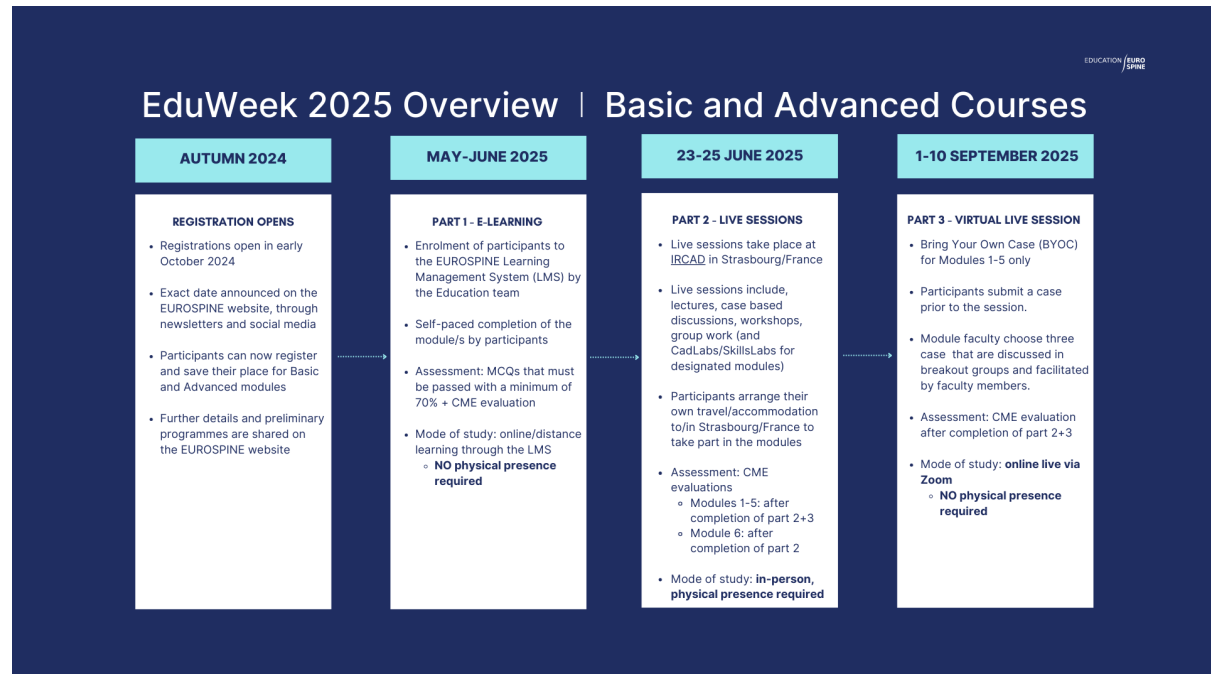 EDUCATION EURO
SPINE
EduWeek 2025 Overview | Basic and Advanced Courses
AUTUMN 2024
REGISTRATION OPENS
• Registrations open in early
October 2024
• Exact date announced on the
EUROSPINE website, through
newsletters and social media
• Participants can now register
and save their place for Basic
and Advanced modules
• Further details and preliminary
programmes are shared on
the EUROSPINE website
MAY-JUNE 2025
PART 1 - E-LEARNING
• Enrolment of participants to
the EUROSPINE Learning
Management System (LMS) by
the Education team
• Self-paced completion of the
module/s by participants
• Assessment: MCQs that must
be passed with a minimum of
70% + CME evaluation
• Mode of study: online/distance
learning through the LMS
◦ NO physical presence
required
23-25 JUNE 2025
PART 2 - LIVE SESSIONS
• Live sessions take place at
IRCAD in Strasbourg/France
• Live sessions include,
lectures, case based
discussions, workshops,
group work (and
CadLabs/SkillsLabs for
designated modules)
• Participants arrange their
own travel/accommodation
to/in Strasbourg/France to
take part in the modules
• Assessment: CME
evaluations
◦ Modules 1-5: after
completion of part 2+3
◦ Module 6: after
completion of part 2
• Mode of study: in-person,
physical presence required
1-10 SEPTEMBER 2025
PART 3 - VIRTUAL LIVE SESSION
• Bring Your Own Case (BYOC)
for Modules 1-5 only
• Participants submit a case
prior to the session.
• Module faculty choose three
case that are discussed in
breakout groups and facilitated
by faculty members.
• Assessment: CME evaluation
after completion of part 2+3
• Mode of study: online live via
Zoom
◦ NO physical presence
required